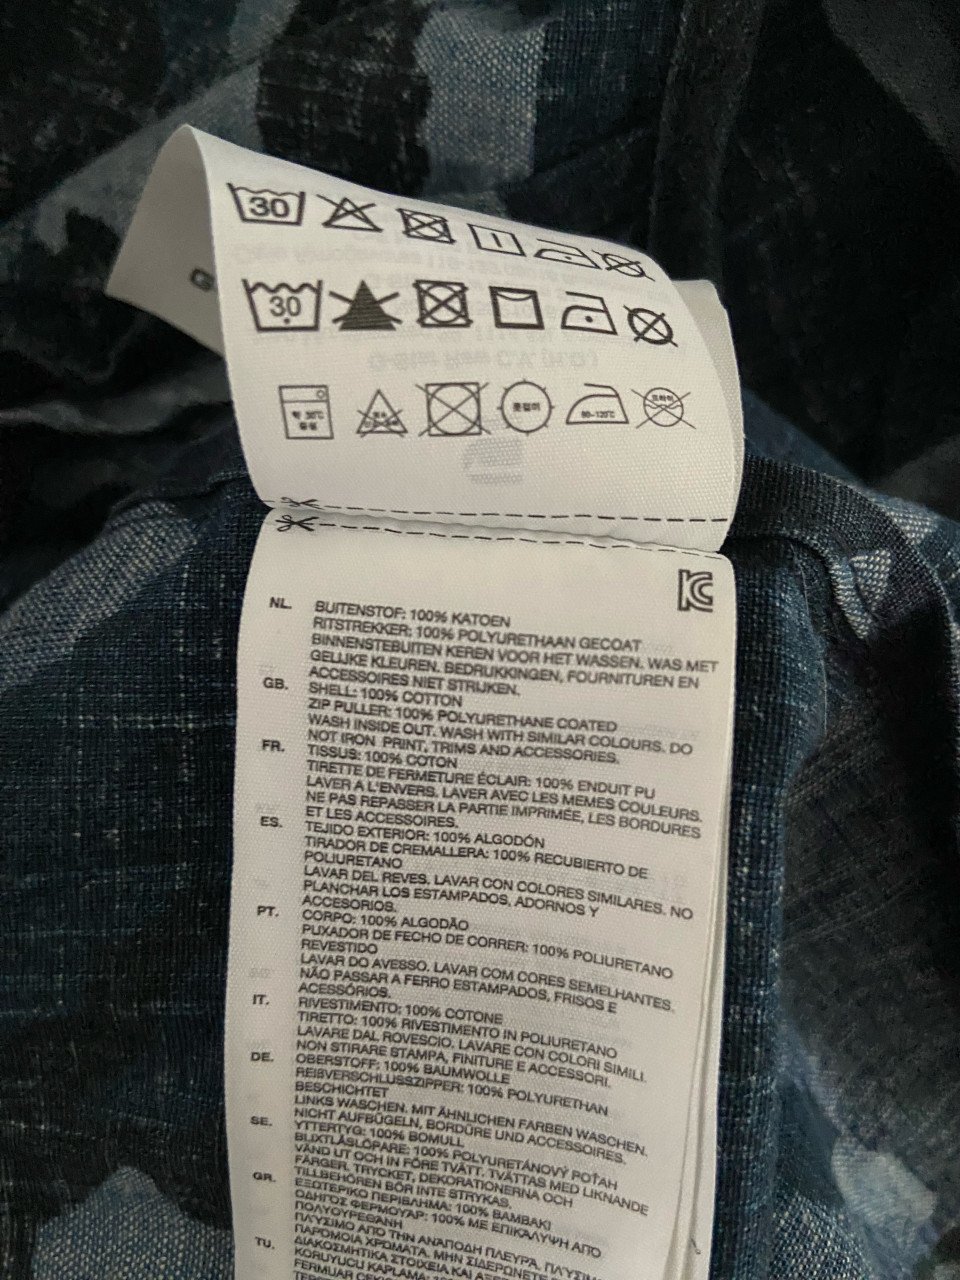 30
30
80-120℃
NL. BUITENSTOF: 100% KATOEN
RITSTREKKER: 100% POLYURETHAAN GECOAT
BINNENSTEBUITEN KEREN VOOR HET WASSEN. WAS MET
GELIJKE KLEUREN. BEDRUKKINGEN, FOURNITUREN EN
ACCESSOIRES NIET STRIJKEN.
GB. SHELL: 100% COTTON
ZIP PULLER: 100% POLYURETHANE COATED
WASH INSIDE OUT. WASH WITH SIMILAR COLOURS. DO
NOT IRON PRINT, TRIMS AND ACCESSORIES.
FR. TISSUS: 100% COTON
TIRETTE DE FERMETURE ÉCLAIR: 100% ENDUIT PU
LAVER A L'ENVERS. LAVER AVEC LES MEMES COULEURS.
NE PAS REPASSER LA PARTIE IMPRIMÉE, LES BORDURES
ET LES ACCESSOIRES.
ES. TEJIDO EXTERIOR: 100% ALGODÓN
TIRADOR DE CREMALLERA: 100% RECUBIERTO DE
POLIURETANO
LAVAR DEL REVES. LAVAR CON COLORES SIMILARES. NO
PLANCHAR LOS ESTAMPADOS, ADORNOS Y
ACCESORIOS.
PT. CORPO: 100% ALGODÃO
PUXADOR DE FECHO DE CORRER: 100% POLIURETANO
REVESTIDO
LAVAR DO AVESSO. LAVAR COM CORES SEMELHANTES.
NÃO PASSAR A FERRO ESTAMPADOS, FRISOS E
ACESSÓRIOS.
IT. RIVESTIMENTO: 100% COTONE
TIRETTO: 100% RIVESTIMENTO IN POLIURETANO
LAVARE DAL ROVESCIO. LAVARE CON COLORI SIMILI.
NON STIRARE STAMPA, FINITURE E ACCESSORI.
DE. OBERSTOFF: 100% BAUMWOLLE
REIßVERSCHLUSSZIPPER: 100% POLYURETHAN
BESCHICHTET
LINKS WASCHEN. MIT ÄHNLICHEN FARBEN WASCHEN.
NICHT AUFBÜGELN, BORDÜRE UND ACCESSOIRES.
SE. YTTERTYG: 100% BOMULL
BLIXTLÅSLÖPARE: 100% POLYURETÁNOVÝ POŤAH
VÄND UT OCH IN FÖRE TVÄTT. TVÄTTAS MED LIKNANDE
FÄRGER. TRYCKET, DEKORATIONERNA OCH
TILLBEHÖREN BÖR INTE STRYKAS.
GR. ΕΞΩΤΕΡΙΚΟ ΠΕΡΙΒΛΗΜΑ: 100% ΒΑΜΒΑΚΙ
ΟΔΗΓΟΣ ΦΕΡΜΟΥΑΡ: 100% ΜΕ ΕΠΙΚΑΛΥΨΗ ΑΠΟ
ΠΟΛΥΟΥΡΕΘΑΝΗ
ΠΛΥΣΙΜΟ ΑΠΟ ΤΗΝ ΑΝΑΠΟΔΗ ΠΛΕΥΡΑ. ΠΛΥΣΙΜΟ
ΠΑΡΟΜΟΙΑ ΧΡΩΜΑΤΑ. ΜΗΝ ΣΙΔΕΡΩΝΕΤΕ
ΔΙΑΚΟΣΜΗΤΙΚΑ ΣΤΟΙΧΕΙΑ ΚΑΙ
TU. KORUYUCU KAPLAMA:
FERMUAR